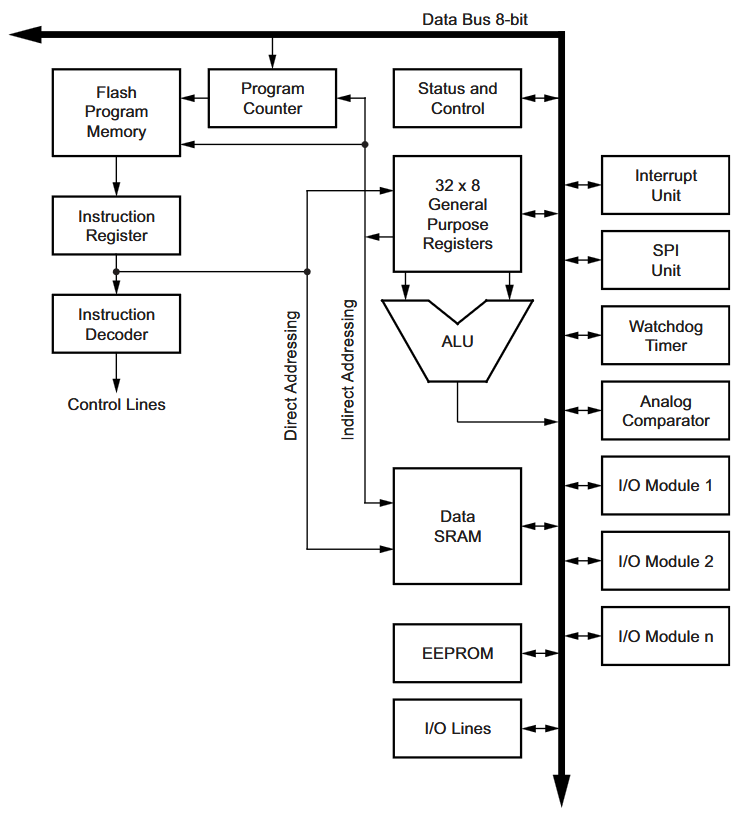 Data Bus 8-bit
Flash
Program
Memory
Program
Counter
Status and
Control
Instruction
Register
32 x 8
General
Purpose
Registers
Interrupt
Unit
SPI
Unit
Instruction
Decoder
Direct Addressing
Indirect Addressing
ALU
Watchdog
Timer
Control Lines
Analog
Comparator
Data
SRAM
I/O Module 1
I/O Module 2
EEPROM
I/O Module n
I/O Lines